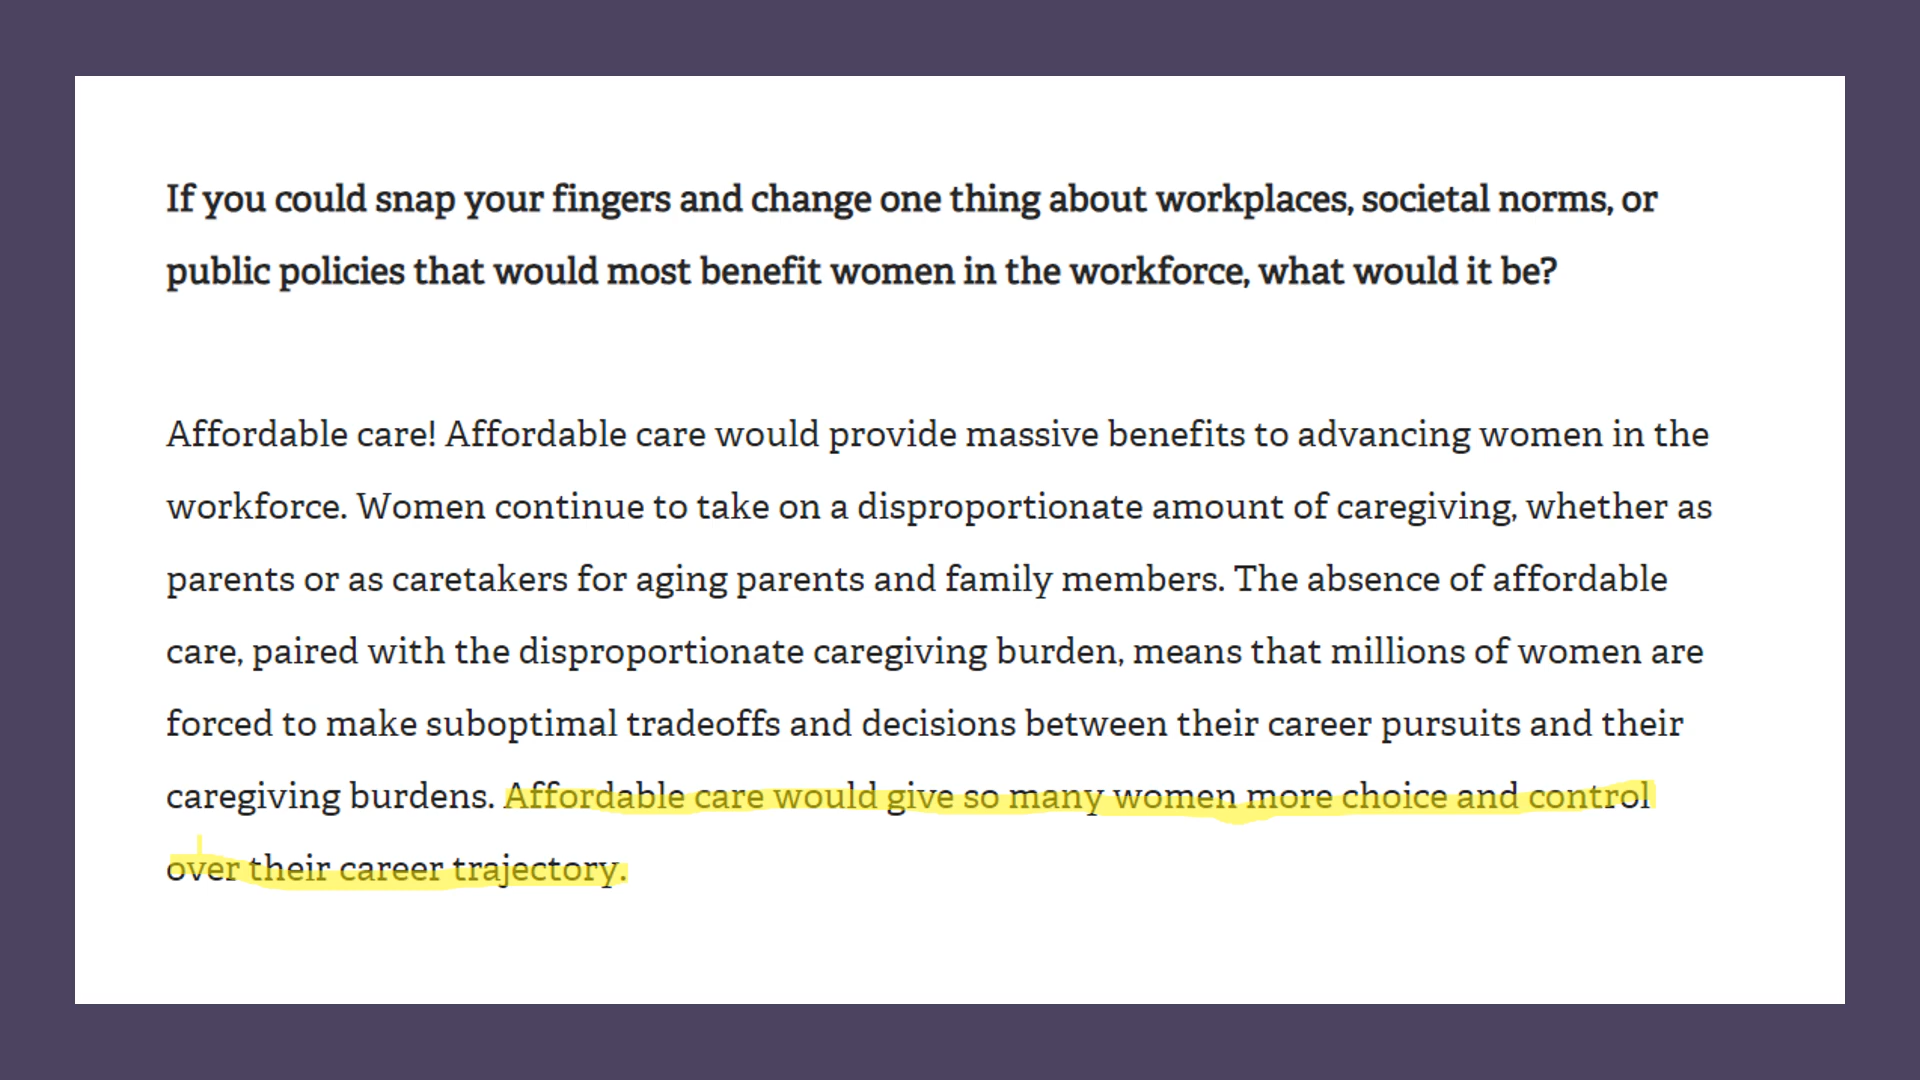 If you could snap your fingers and change one thing about workplaces, societal norms, or
public policies that would most benefit women in the workforce, what would it be?
Affordable care! Affordable care would provide massive benefits to advancing women in the
workforce. Women continue to take on a disproportionate amount of caregiving, whether as
parents or as caretakers for aging parents and family members. The absence of affordable
care, paired with the disproportionate caregiving burden, means that millions of women are
forced to make suboptimal tradeoffs and decisions between their career pursuits and their
caregiving burdens. Affordable care would give so many women more choice and control
over their career trajectory.